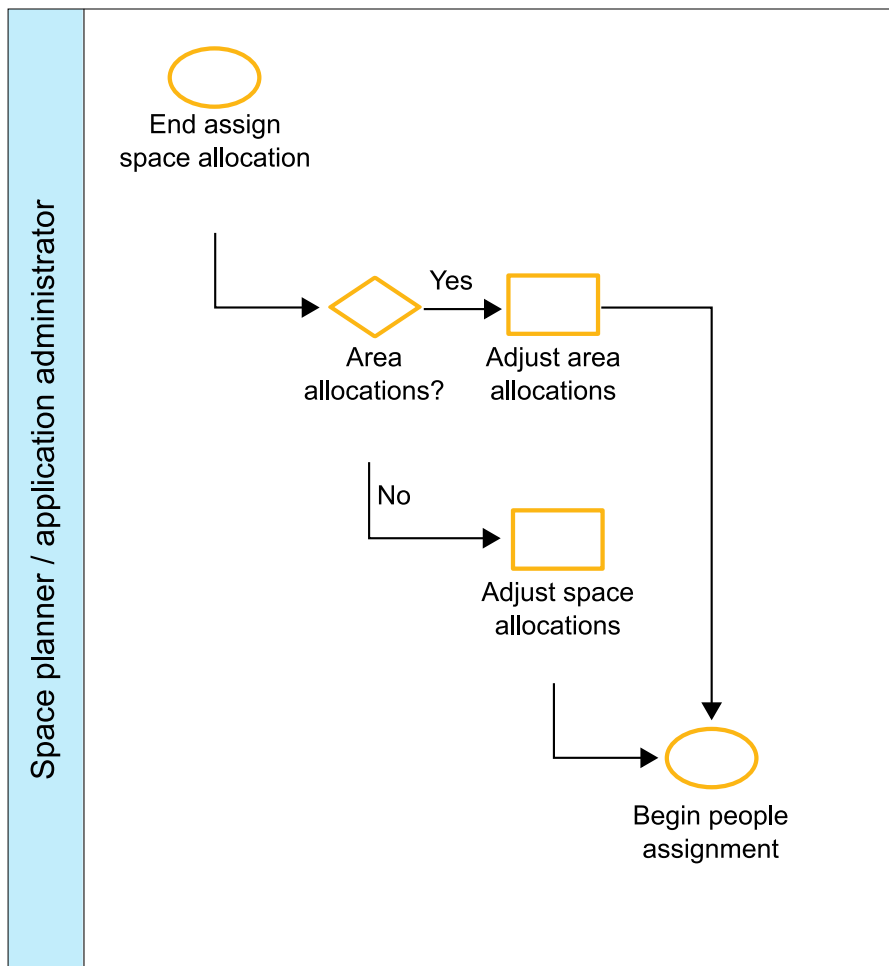 Space planner / application administrator
End assign
space allocation
Yes
Area
allocations?
Adjust area
allocations
No
Adjust space
allocations
Begin people
assignment